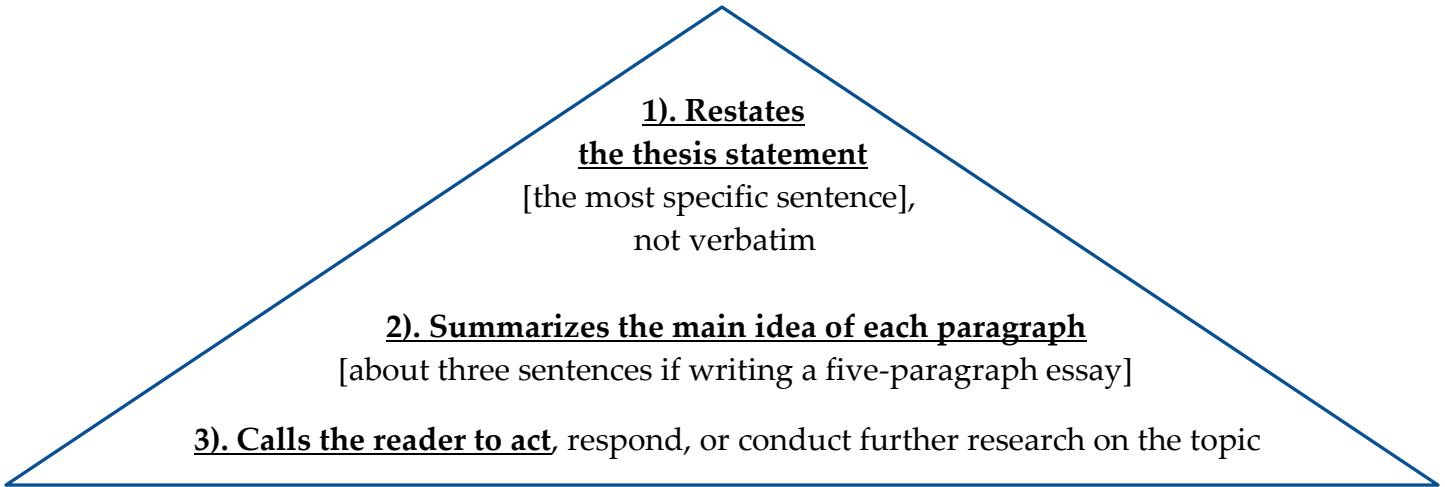 1). Restates
the thesis statement
[the most specific sentence],
not verbatim
2). Summarizes the main idea of each paragraph
[about three sentences if writing a five-paragraph essay]
3). Calls the reader to act, respond, or conduct further research on the topic